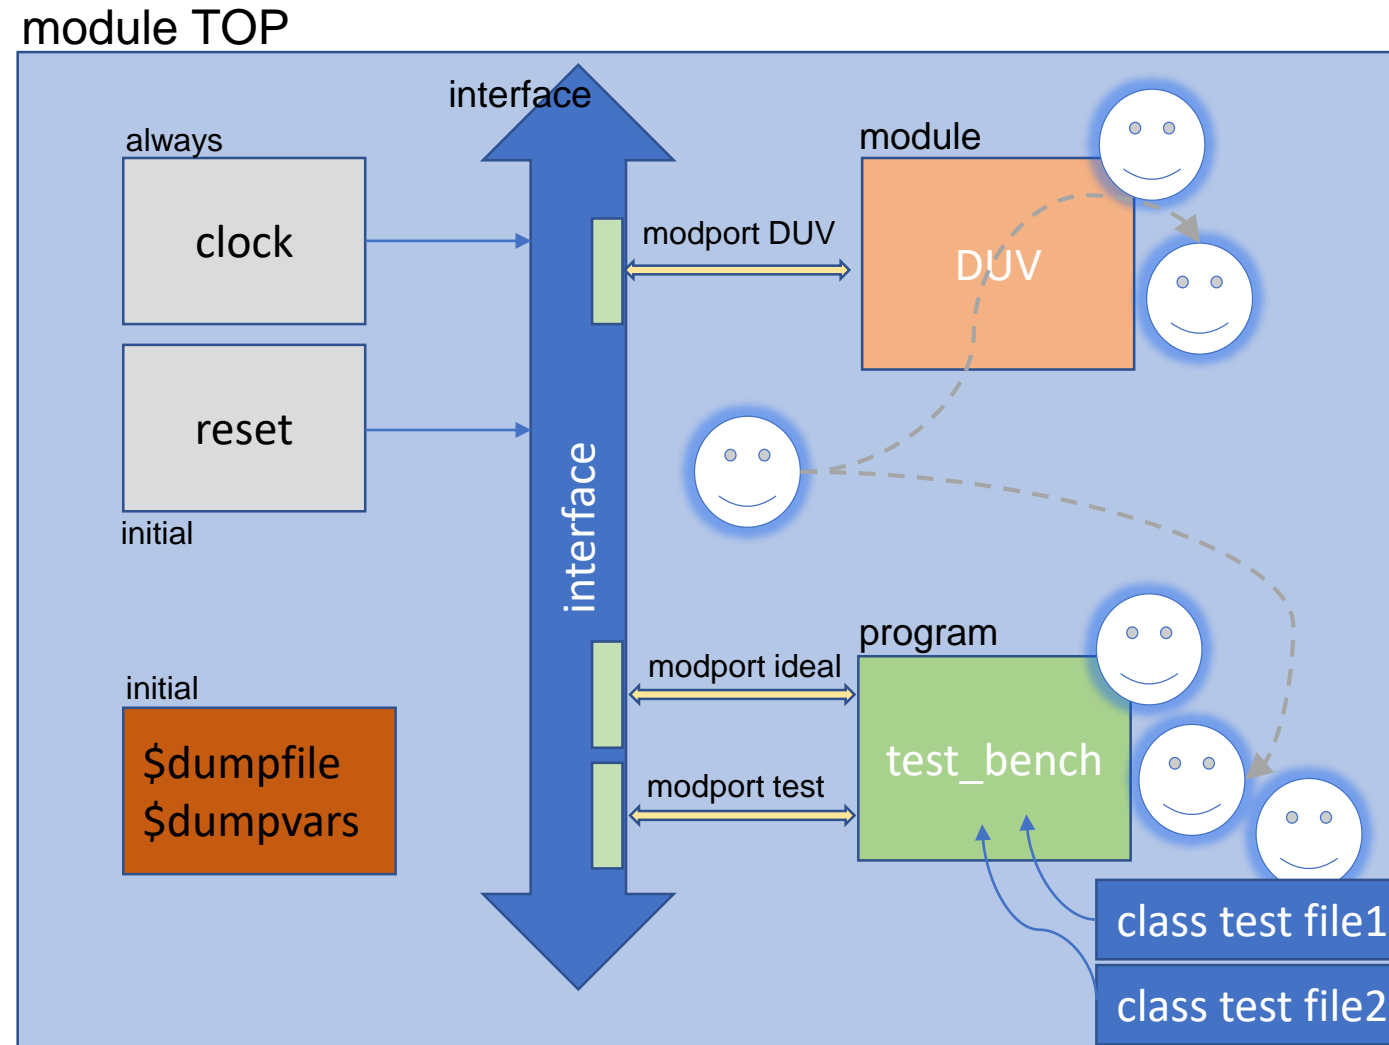 module TOP
interface
always
clock
reset
initial
initial
$dumpfile
$dumpvars
interface
modport DUV
module
DUV
modport ideal
modport test
program
test_bench
class test file1
class test file2